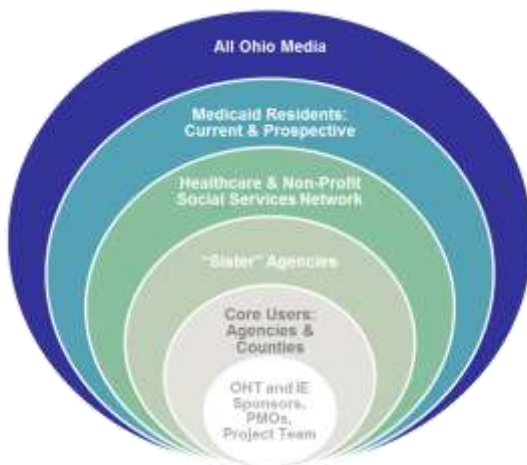 All Ohio Media
Medicaid Residents:
Current & Prospective
Healthcare & Non-Profit
Social Services Network
"Sister" Agencies
Core Users:
Agencies &
Counties
OHT and IE
Sponsors,
PMOs,
Project Team